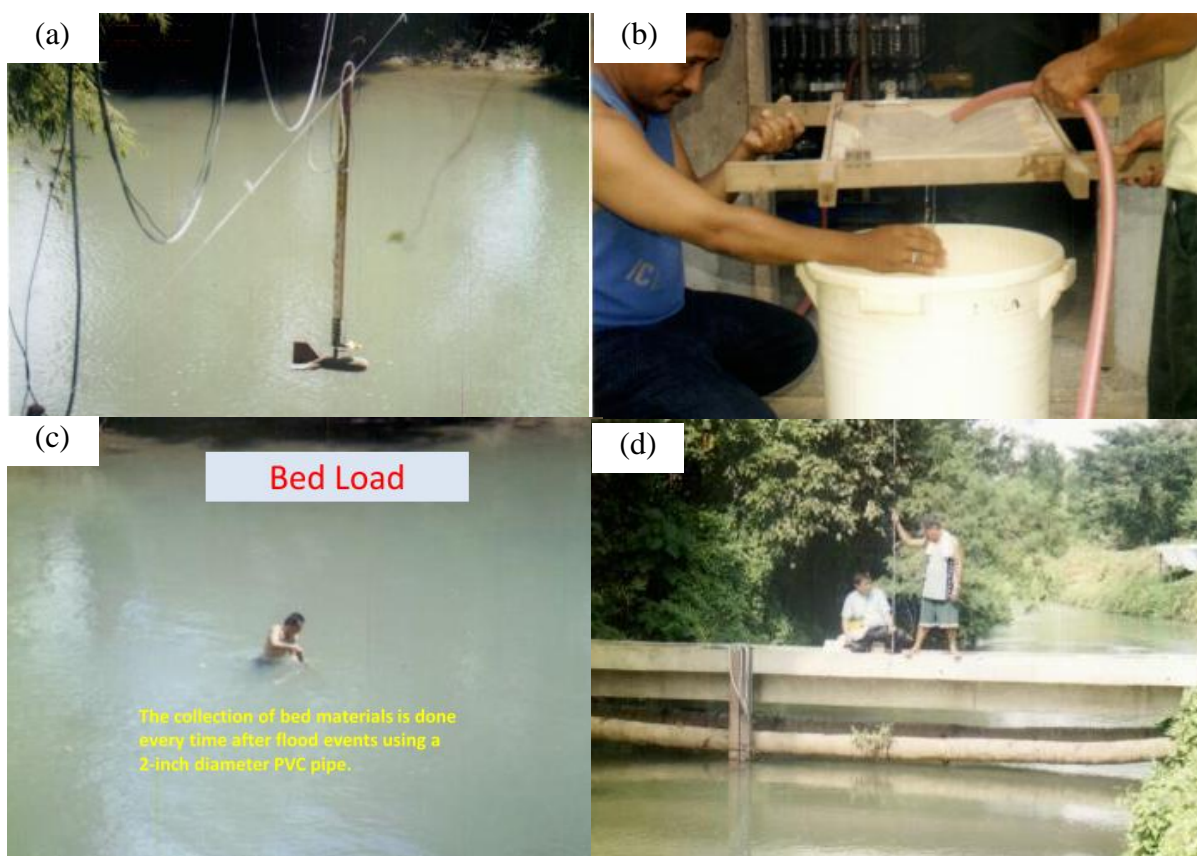 (a)
(b)
(c)
Bed Load
The collection of bed materials is done
every time after flood events using a
2-inch diameter PVC pipe.
(d)